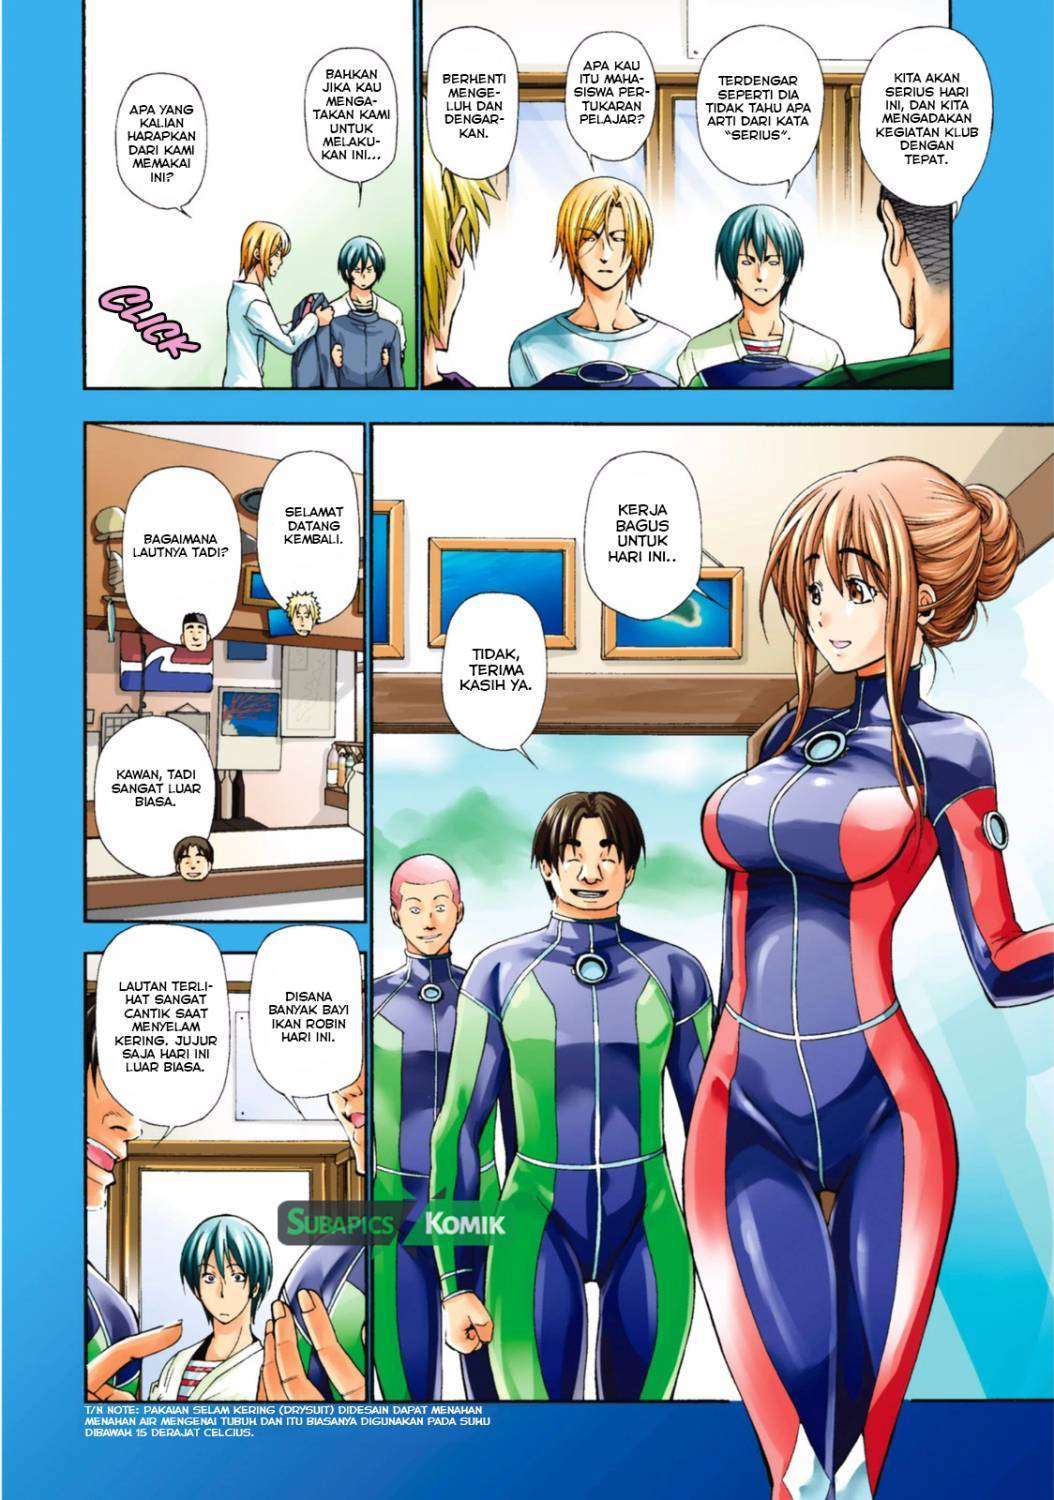 KITA AKAN
SERIUS HARI
INI, DAN KITA
MENGADAKAN
KEGIATAN KLUB
DENGAN
TEPAT.
TERDENGAR
SEPERTI DIA
TIDAK TAHU APA
ARTI DARI KATA
"SERIUS".
APA KAU
ITU MAHA-
SISWA PER-
TUKARAN
PELAJAR?
BERHENTI
MENGE-
LUH DAN
DENGAR-
KAN.
BAHKAN
JIKA KAU
MENGA-
TAKAN KAMI
UNTUK
MELAKU-
KAN INI...
APA YANG
KALIAN
HARAPKAN
DARI KAMI
MEMAKAI
INI?
CLICK
KERJA
BAGUS
UNTUK
HARI INI..
TIDAK,
TERIMA
KASIH YA.
SELAMAT
DATANG
KEMBALI.
BAGAIMANA
LAUTNYA TADI?
KAWAN, TADI
SANGAT LUAR
BIASA.
DISANA
BANYAK BAYI
IKAN ROBIN
HARI INI.
LAUTAN TERLI-
HAT SANGAT
CANTIK SAAT
MENYELAM
KERING. JUJUR
SAJA HARI INI
LUAR BIASA.
SUBAPICS KOMIK
T/N NOTE: PAKAIAN SELAM KERING (DRYSUIT) DIDESAIN DAPAT MENAHAN
MENAHAN AIR MENGENAI TUBUH DAN ITU BIASANYA DIGUNAKAN PADA SUHU
DIBAWAH 15 DERAJAT CELCIUS.